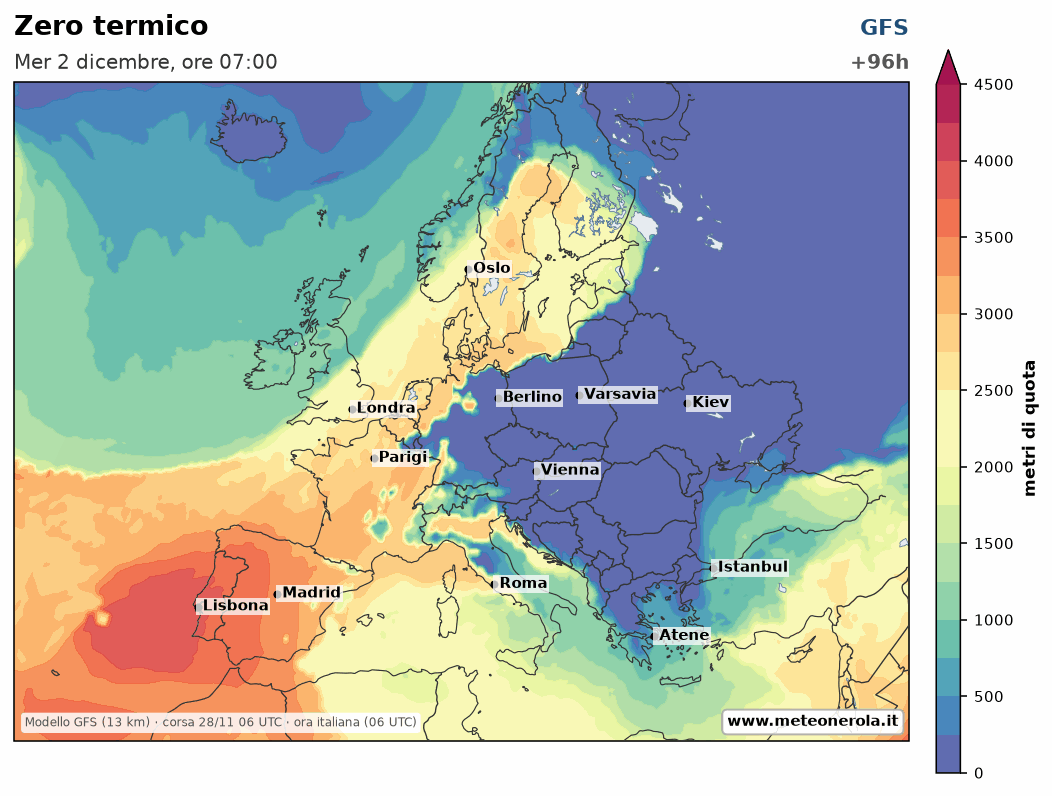 Zero termico
GFS
Mer 2 dicembre, ore 07:00
+96h
4500
4000
3500
3000
2500
2000
1500
1000
500
0
metri di quota
Oslo
Londra
Berlino
Varsavia
Kiev
Parigi
Vienna
Istanbul
Roma
Madrid
Lisbona
Atene
Modello GFS (13 km) · corsa 28/11 06 UTC · ora italiana (06 UTC)
www.meteonerola.it